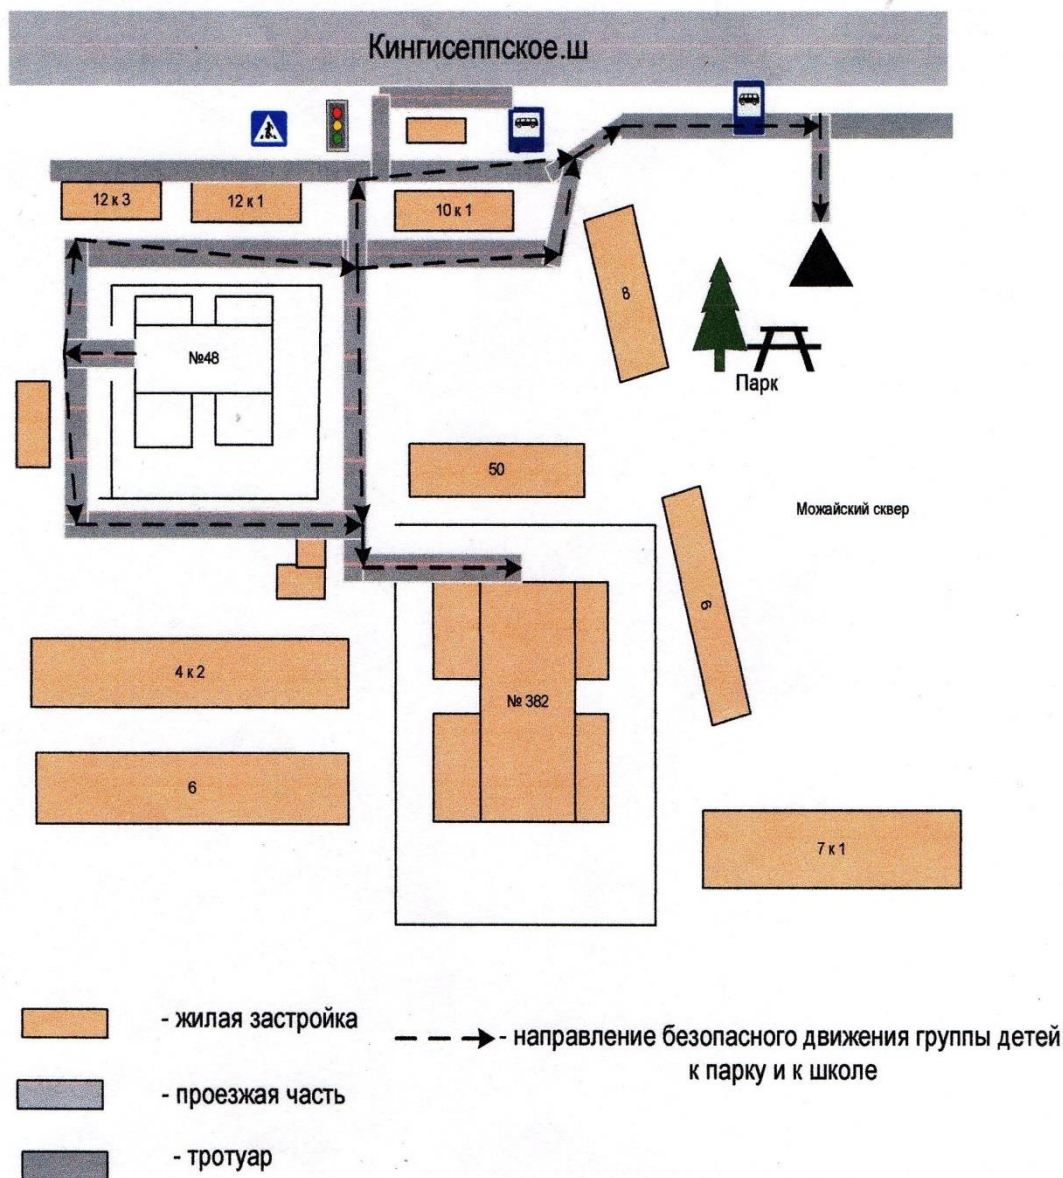 Кингисеппское.ш
12 к 3
12 к 1
10 к 1
8
№48
Парк
50
Можайский сквер
6
4 к 2
№ 382
6
7 к 1
- жилая застройка
- направление безопасного движения группы детей
к парку и к школе
- проезжая часть
- тротуар